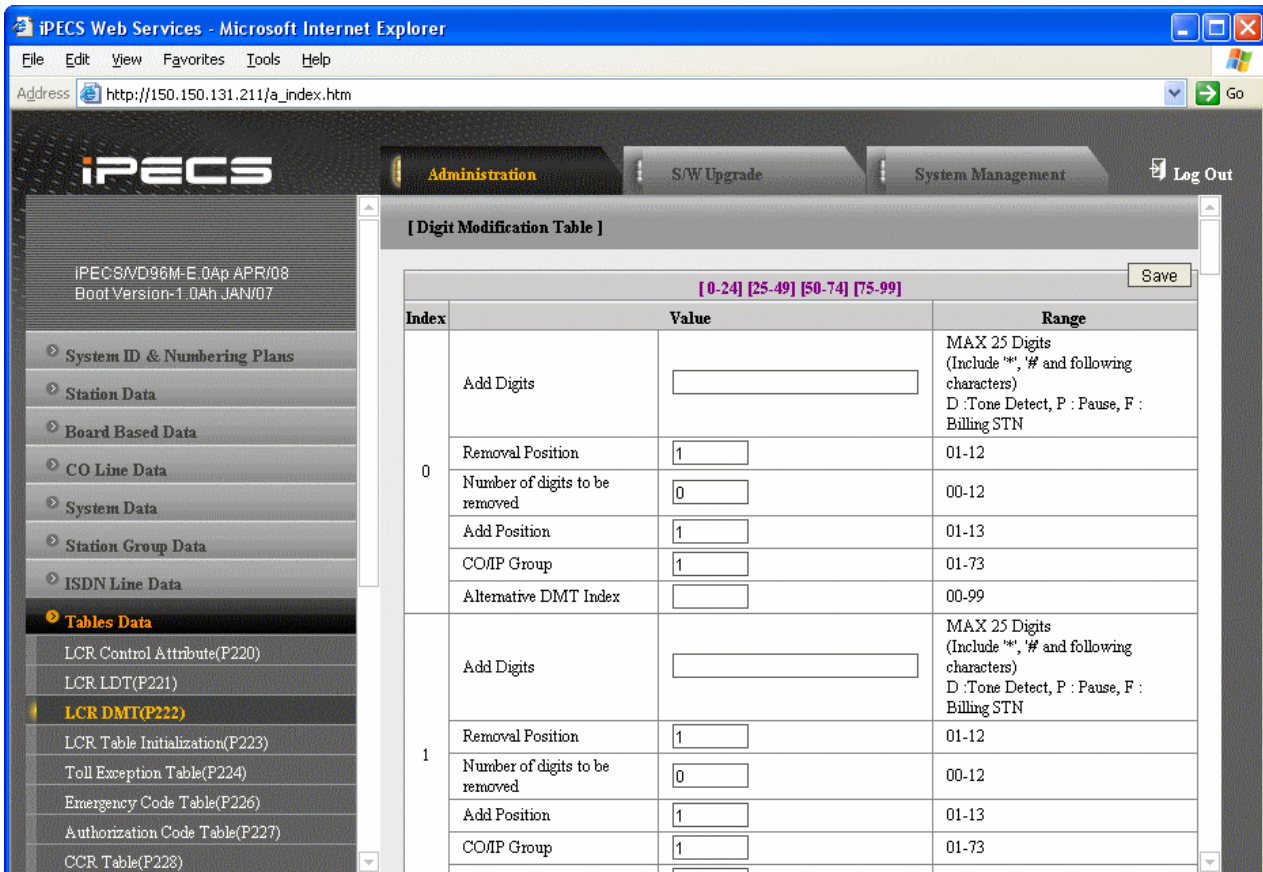 iPECS Web Services - Microsoft Internet Explorer
File Edit View Favorites Tools Help
Address http://150.150.131.211/a_index.htm Go
iPECS
Administration S/W Upgrade System Management Log Out
iPECS/VD96M-E.0Ap APR/08
Boot Version-1.0Ah JAN/07
System ID & Numbering Plans
Station Data
Board Based Data
CO Line Data
System Data
Station Group Data
ISDN Line Data
Tables Data
LCR Control Attribute(P220)
LCR LDT(P221)
LCR DMT(P222)
LCR Table Initialization(P223)
Toll Exception Table(P224)
Emergency Code Table(P226)
Authorization Code Table(P227)
CCR Table(P228)
[ Digit Modification Table ]
Save
[ 0-24] [25-49] [50-74] [75-99]
Index Value Range
0
Add Digits
MAX 25 Digits
(Include '*', '#' and following
characters)
D :Tone Detect, P : Pause, F :
Billing STN
Removal Position 1 01-12
Number of digits to be
removed 0 00-12
Add Position 1 01-13
CO/IP Group 1 01-73
Alternative DMT Index 00-99
1
Add Digits
MAX 25 Digits
(Include '*', '#' and following
characters)
D :Tone Detect, P : Pause, F :
Billing STN
Removal Position 1 01-12
Number of digits to be
removed 0 00-12
Add Position 1 01-13
CO/IP Group 1 01-73